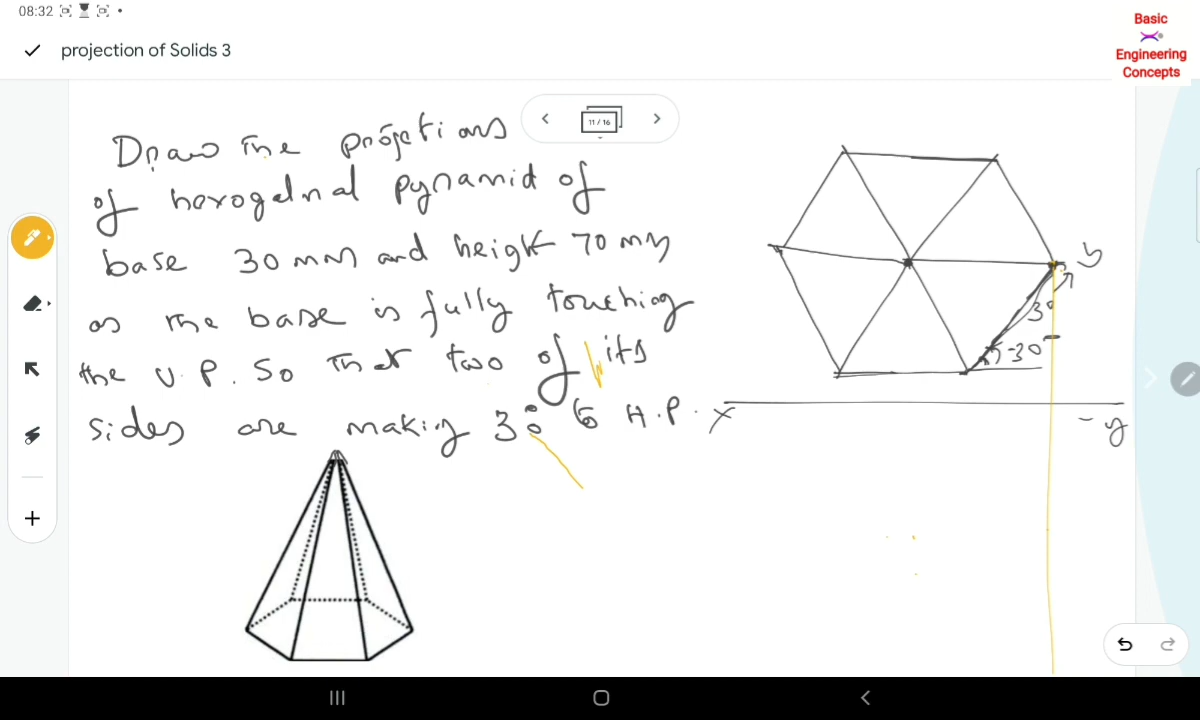 08:32
projection of Solids 3
Basic
Engineering
Concepts
11 / 16
Draw the projections
of hexagonal pyramid of
base 30 mm and height 70 mm
as the base is fully touching
the V.P. So that two of its
sides are making 30° to H.P.
30
30°
x
y